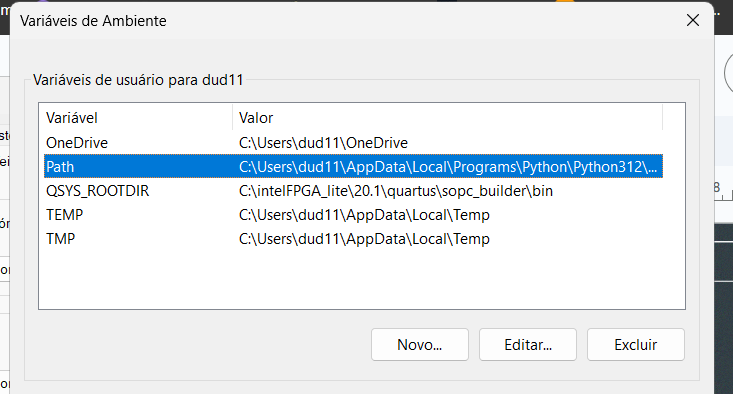 Variáveis de Ambiente
Variáveis de usuário para dud11
Variável Valor
OneDrive C:\Users\dud11\OneDrive
Path C:\Users\dud11\AppData\Local\Programs\Python\Python312\...
QSYS_ROOTDIR C:\intelFPGA_lite\20.1\quartus\sopc_builder\bin
TEMP C:\Users\dud11\AppData\Local\Temp
TMP C:\Users\dud11\AppData\Local\Temp
Novo... Editar... Excluir